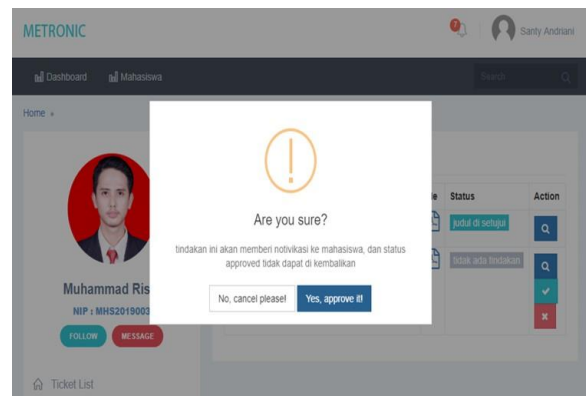 METRONIC
7
Santy Andriani
Dashboard
Mahasiswa
Search
Home
Are you sure?
tindakan ini akan memberi notivikasi ke mahasiswa, dan status
approved tidak dapat di kembalikan
No, cancel please!
Yes, approve it!
Status
Action
judul di setujui
tidak ada tindakan
Muhammad Ris
NIP : MHS2019003
FOLLOW
MESSAGE
Ticket List